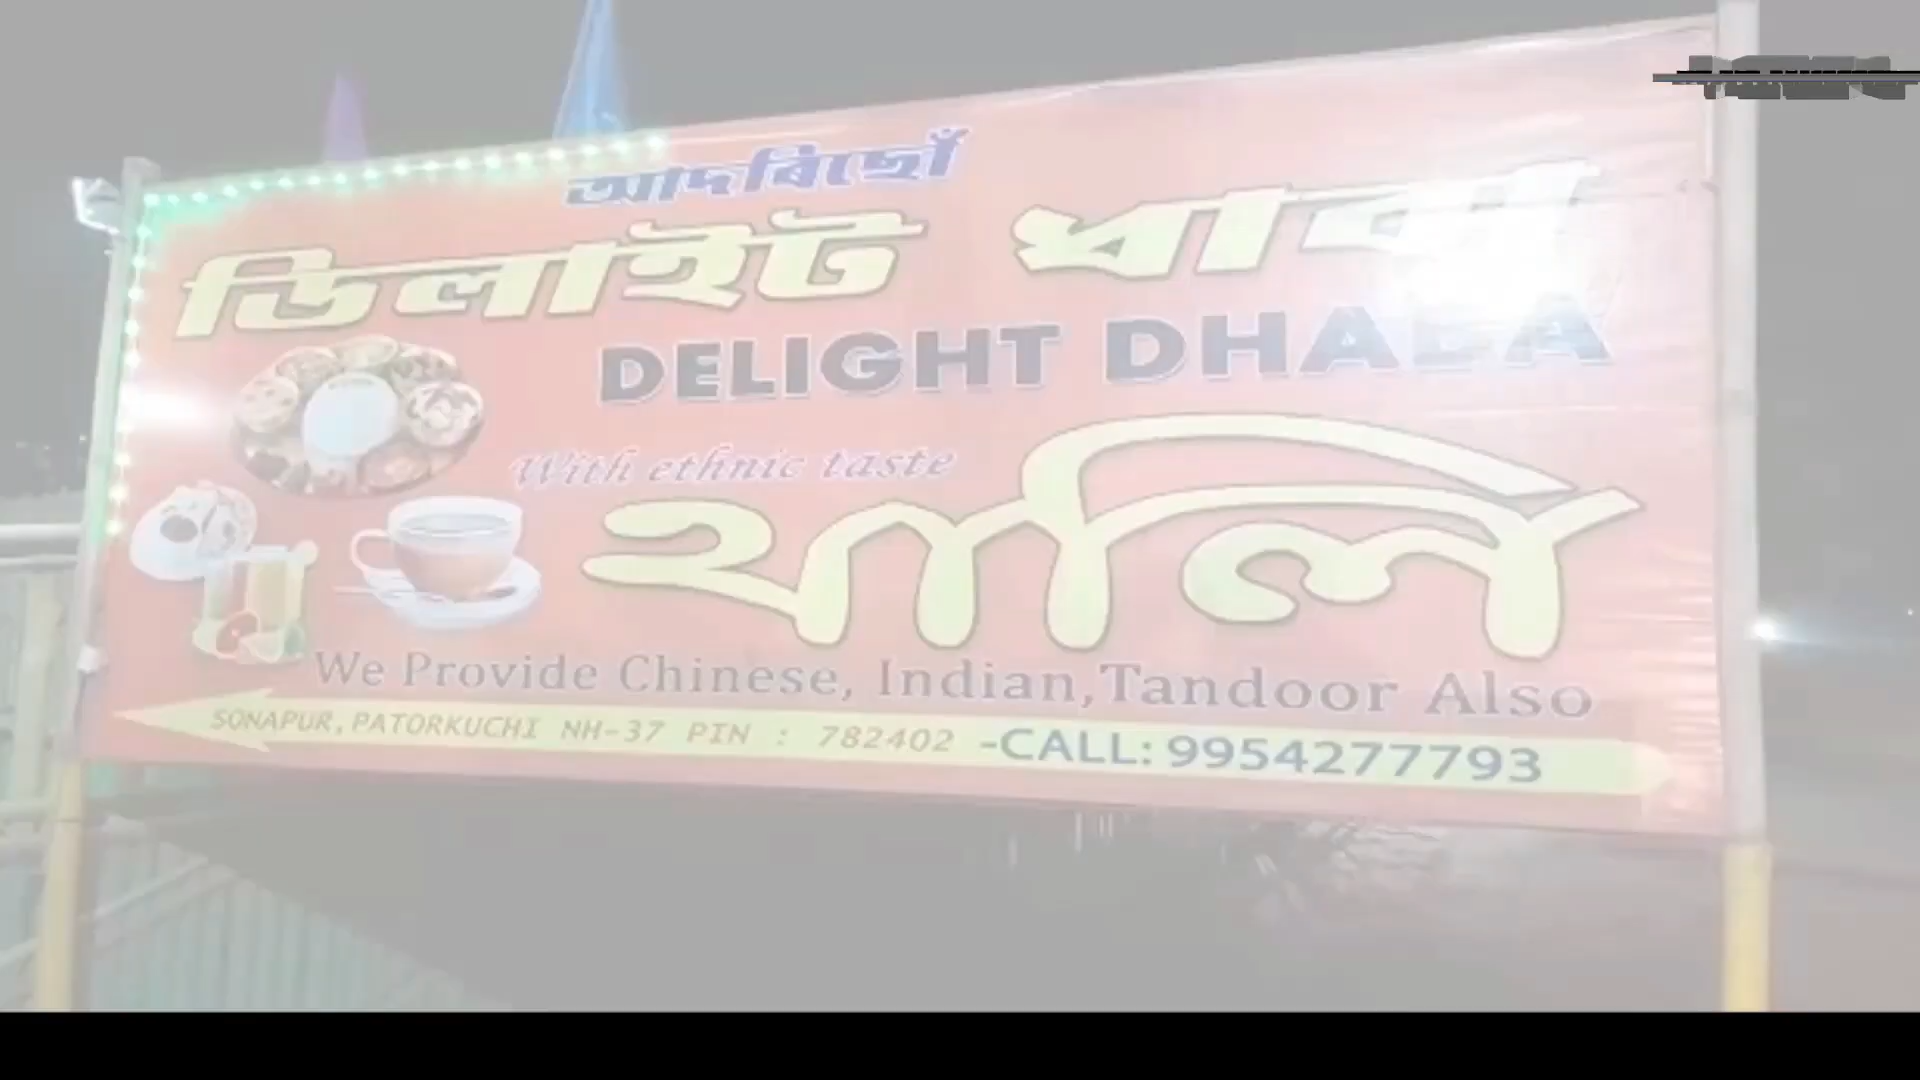 আদৰিছোঁ
ডিলাইট ধাবা
DELIGHT DHABA
With ethnic taste
থালি
We Provide Chinese, Indian,Tandoor Also
SONAPUR,PATORKUCHI NH-37 PIN : 782402 -CALL: 9954277793